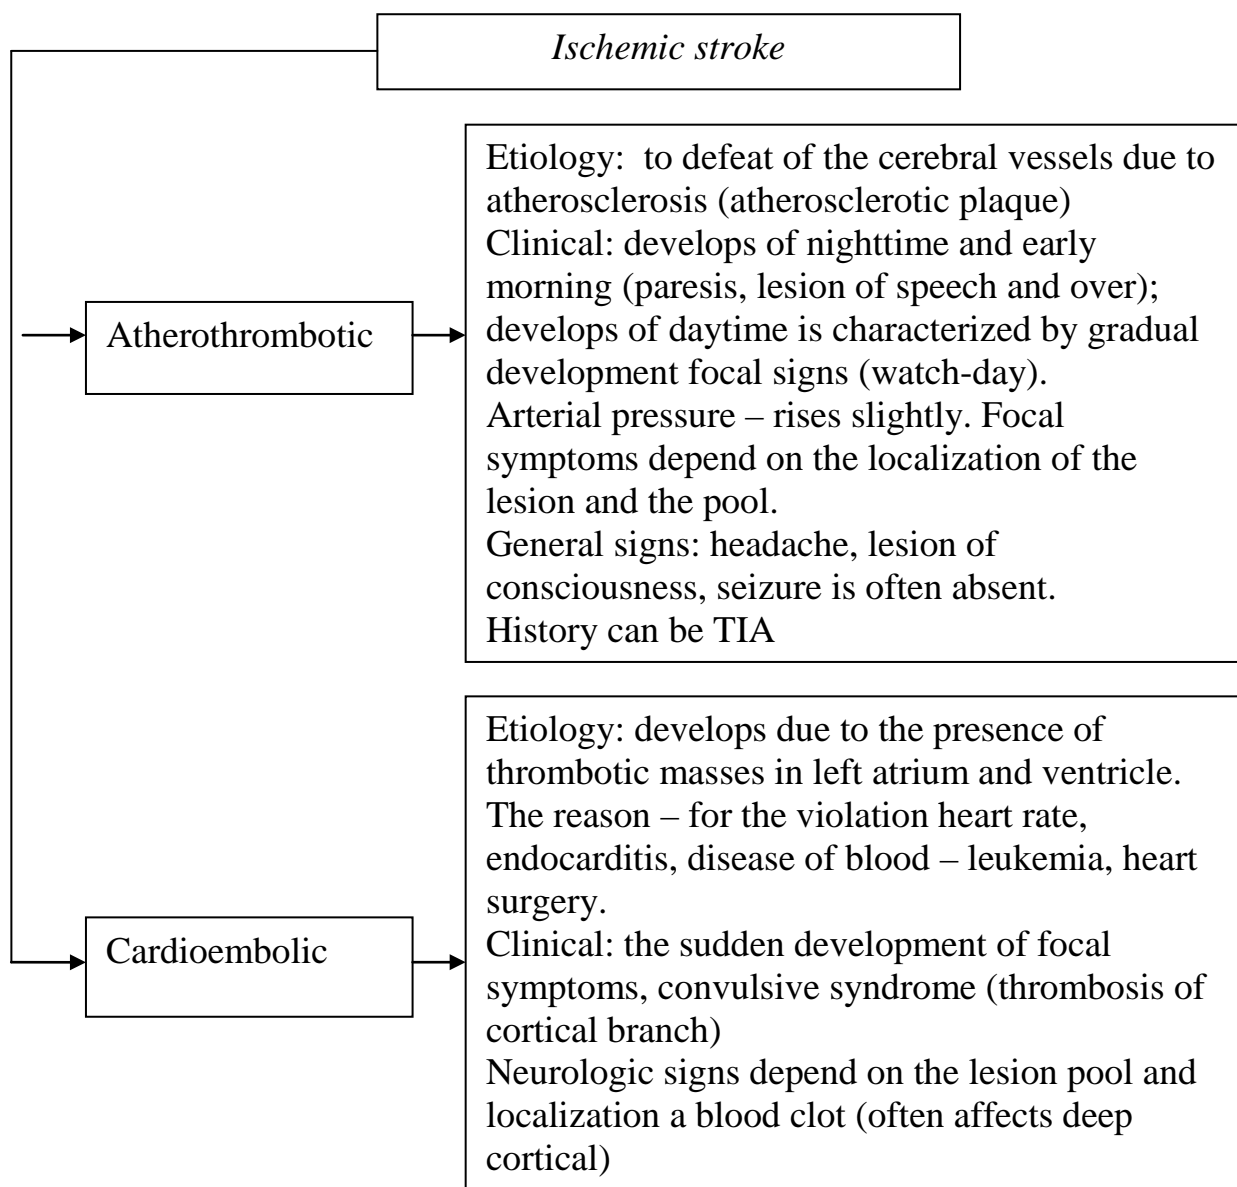 Ischemic stroke
Atherothrombotic
Etiology: to defeat of the cerebral vessels due to
atherosclerosis (atherosclerotic plaque)
Clinical: develops of nighttime and early
morning (paresis, lesion of speech and over);
develops of daytime is characterized by gradual
development focal signs (watch-day).
Arterial pressure – rises slightly. Focal
symptoms depend on the localization of the
lesion and the pool.
General signs: headache, lesion of
consciousness, seizure is often absent.
History can be TIA
Cardioembolic
Etiology: develops due to the presence of
thrombotic masses in left atrium and ventricle.
The reason – for the violation heart rate,
endocarditis, disease of blood – leukemia, heart
surgery.
Clinical: the sudden development of focal
symptoms, convulsive syndrome (thrombosis of
cortical branch)
Neurologic signs depend on the lesion pool and
localization a blood clot (often affects deep
cortical)